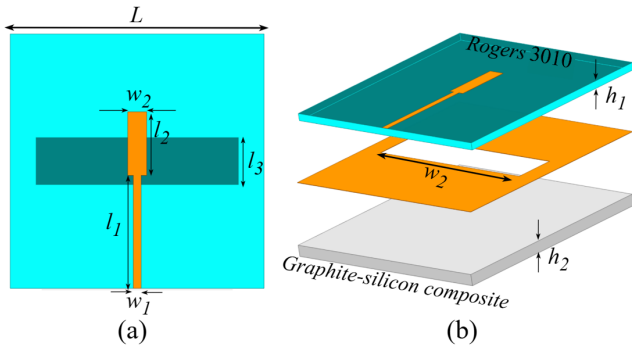 L
w2
l2
l3
l1
w1
(a)
Rogers 3010
h1
w2
h2
Graphite-silicon composite
(b)